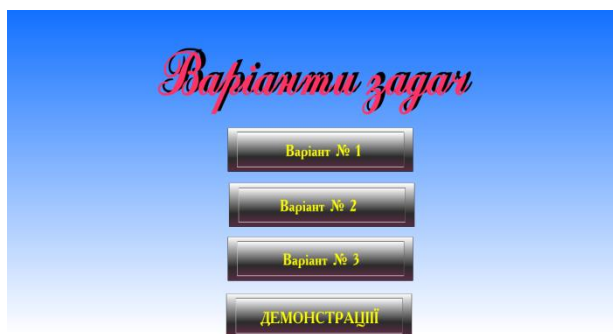 Варіанти задач
Варіант № 1
Варіант № 2
Варіант № 3
ДЕМОНСТРАЦІЇ